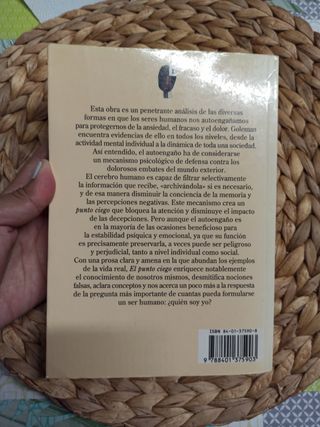 Esta obra es un penetrante análisis de las diversas
formas en que los seres humanos nos autoengañamos
para protegernos de la ansiedad, el fracaso y el dolor. Goleman
encuentra evidencias de ello en todos los niveles, desde la
actividad mental individual a la dinámica de toda una sociedad.
Así entendido, el autoengaño ha de considerarse
un mecanismo psicológico de defensa contra los
dolorosos embates del mundo exterior.
El cerebro humano es capaz de filtrar selectivamente
la información que recibe, «archivándola» si es necesario,
y de esa manera disminuir la conciencia de la memoria y
las percepciones negativas. Este mecanismo crea un
punto ciego que bloquea la atención y disminuye el impacto
de las decepciones. Pero aunque el autoengaño es
en la mayoría de las ocasiones beneficioso para
la estabilidad psíquica y emocional, ya que su función
es precisamente preservarla, a veces puede ser peligroso
y perjudicial, tanto a nivel individual como social.
Con una prosa clara y amena en la que abundan los ejemplos
de la vida real, El punto ciego enriquece notablemente
el conocimiento de nosotros mismos, desmitifica nociones
falsas, aclara conceptos y nos acerca un poco más a la respuesta
de la pregunta más importante de cuantas pueda formularse
un ser humano: ¿quién soy yo?
ISBN 84-01-37590-8
9 788401 375903